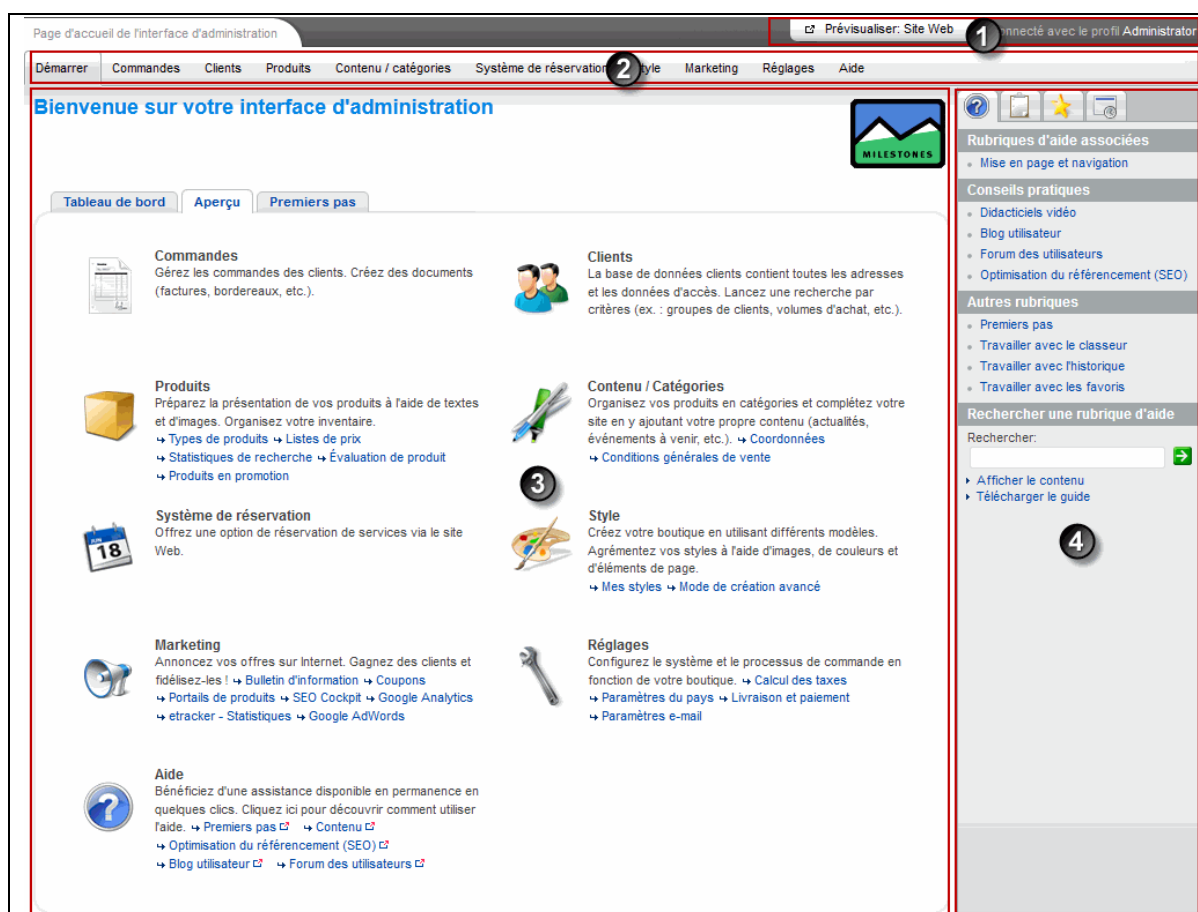 Page d'accueil de l'interface d'administration
Prévisualiser: Site Web
1
nnecté avec le profil Administrator
Démarrer Commandes Clients Produits Contenu / catégories Système de réservation 2 Marketing Réglages Aide
Bienvenue sur votre interface d'administration
MILESTONES
Tableau de bord Aperçu Premiers pas
Commandes
Gérez les commandes des clients. Créez des documents
(factures, bordereaux, etc.).
Clients
La base de données clients contient toutes les adresses
et les données d'accès. Lancez une recherche par
critères (ex. : groupes de clients, volumes d'achat, etc.).
Produits
Préparez la présentation de vos produits à l'aide de textes
et d'images. Organisez votre inventaire.
↳ Types de produits ↳ Listes de prix
↳ Statistiques de recherche ↳ Évaluation de produit
↳ Produits en promotion
Contenu / Catégories
Organisez vos produits en catégories et complétez votre
site en y ajoutant votre propre contenu (actualités,
événements à venir, etc.). ↳ Coordonnées
↳ Conditions générales de vente
3
JUN
18
Système de réservation
Offrez une option de réservation de services via le site
Web.
Style
Créez votre boutique en utilisant différents modèles.
Agrémentez vos styles à l'aide d'images, de couleurs et
d'éléments de page.
↳ Mes styles ↳ Mode de création avancé
Marketing
Annoncez vos offres sur Internet. Gagnez des clients et
fidélisez-les ! ↳ Bulletin d'information ↳ Coupons
↳ Portails de produits ↳ SEO Cockpit ↳ Google Analytics
↳ etracker - Statistiques ↳ Google AdWords
Réglages
Configurez le système et le processus de commande en
fonction de votre boutique. ↳ Calcul des taxes
↳ Paramètres du pays ↳ Livraison et paiement
↳ Paramètres e-mail
Aide
Bénéficiez d'une assistance disponible en permanence en
quelques clics. Cliquez ici pour découvrir comment utiliser
l'aide. ↳ Premiers pas ↳ Contenu
↳ Optimisation du référencement (SEO)
↳ Blog utilisateur ↳ Forum des utilisateurs
Rubriques d'aide associées
Mise en page et navigation
Conseils pratiques
Didacticiels vidéo
Blog utilisateur
Forum des utilisateurs
Optimisation du référencement (SEO)
Autres rubriques
Premiers pas
Travailler avec le classeur
Travailler avec l'historique
Travailler avec les favoris
Rechercher une rubrique d'aide
Rechercher:
Afficher le contenu
Télécharger le guide
4